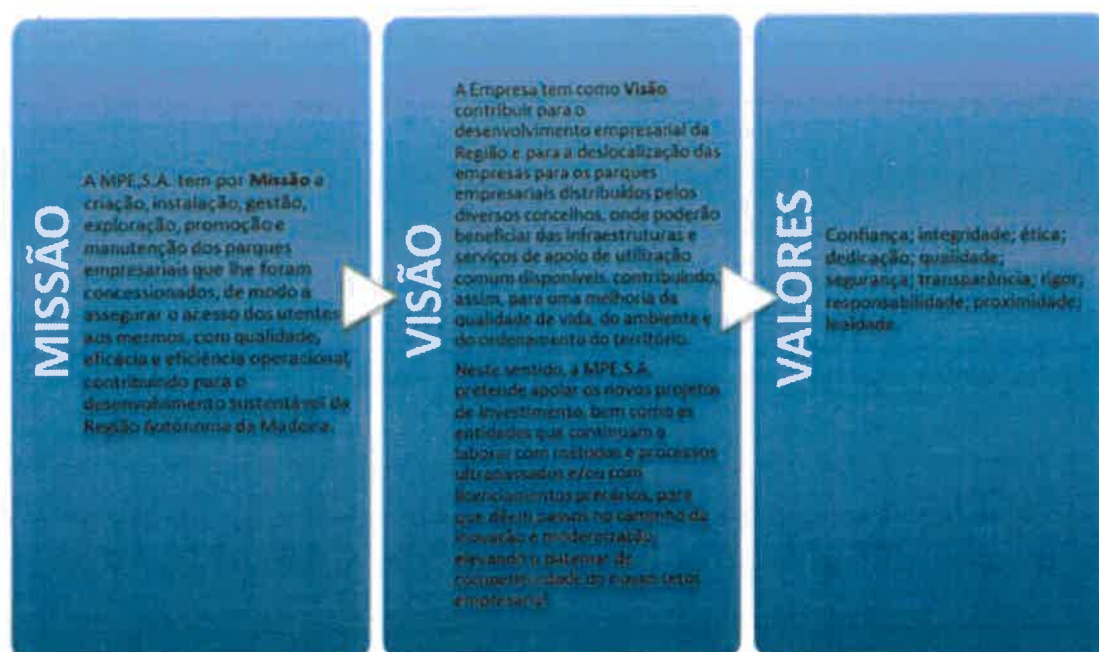 MISSÃO
A MPE,S.A. tem por Missão a
criação, instalação, gestão,
exploração, promoção e
manutenção dos parques
empresariais que lhe foram
concessionados, de modo a
assegurar o acesso dos utentes
aos mesmos, com qualidade,
eficácia e eficiência operacional,
contribuindo para o
desenvolvimento sustentável da
Região Autónoma da Madeira.
VISÃO
A Empresa tem como Visão
contribuir para o
desenvolvimento empresarial da
Região e para a deslocalização das
empresas para os parques
empresariais distribuídos pelos
diversos concelhos, onde poderão
beneficiar das infraestruturas e
serviços de apoio de utilização
comum disponíveis, contribuindo,
assim, para uma melhoria da
qualidade de vida, do ambiente e
do ordenamento do território.
Neste sentido, a MPE,S.A.
pretende apoiar os novos projetos
de investimento, bem como as
entidades que continuam a
laborar com métodos e processos
ultrapassados e/ou com
licenciamentos precários, para
que dêem passos no caminho da
inovação e modernização,
elevando o patamar de
competitividade do nosso setor
empresarial
VALORES
Confiança; integridade; ética;
dedicação; qualidade;
segurança; transparência; rigor;
responsabilidade; proximidade;
lealdade.